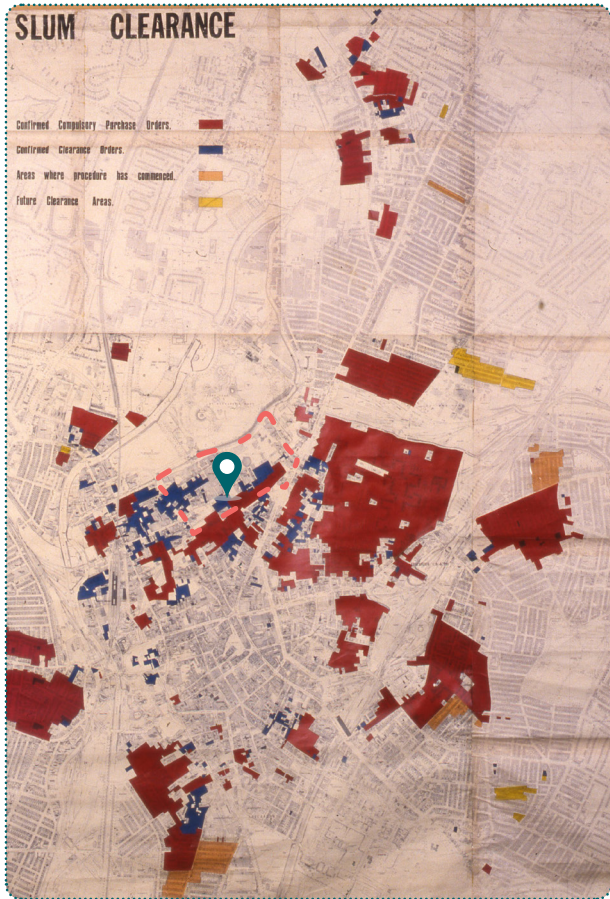 SLUM CLEARANCE
Confirmed Compulsory Purchase Orders.
Confirmed Clearance Orders.
Areas where procedure has commenced.
Future Clearance Areas.